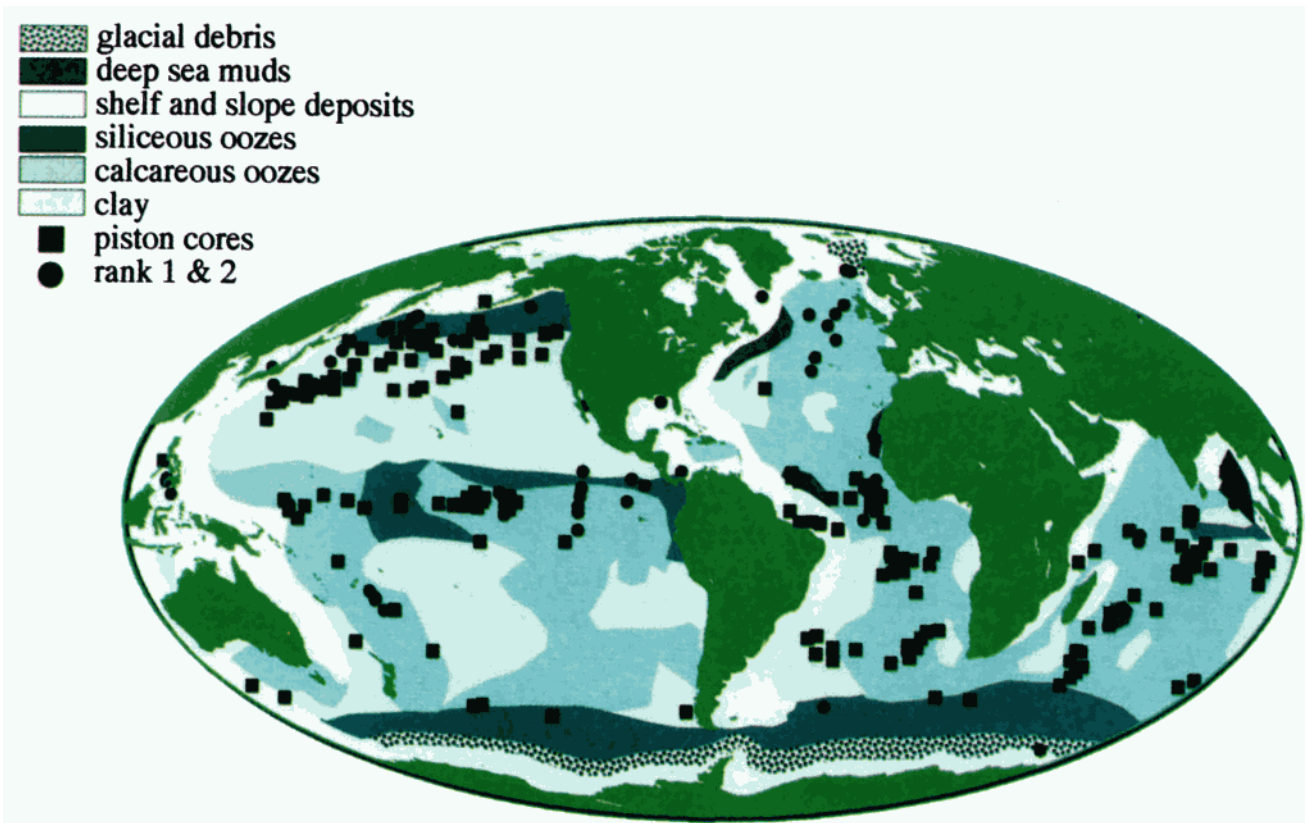 glacial debris
deep sea muds
shelf and slope deposits
siliceous oozes
calcareous oozes
clay
piston cores
rank 1 & 2